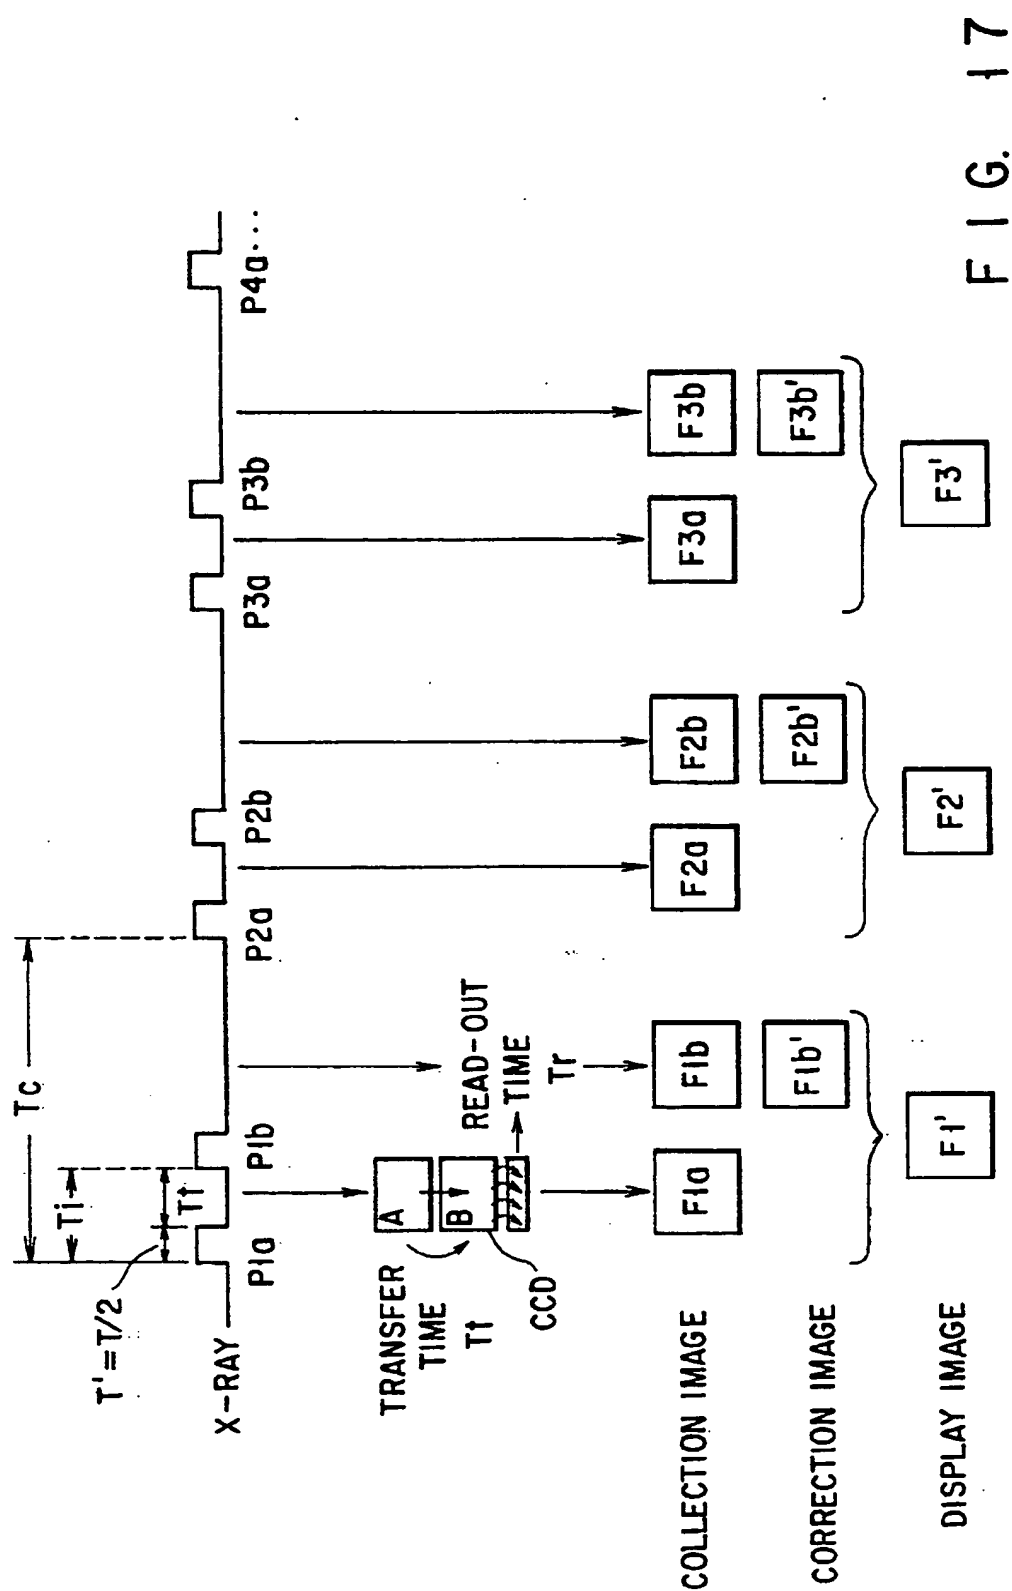 Tc
Ti
T'=T/2
Tt
X-RAY
P1a
P1b
P2a
P2b
P3a
P3b
P4a...
TRANSFER
TIME
Tt
A
B
CCD
READ-OUT
TIME
Tr
COLLECTION IMAGE
F1a
F1b
F2a
F2b
F3a
F3b
CORRECTION IMAGE
F1b'
F2b'
F3b'
DISPLAY IMAGE
F1'
F2'
F3'
FIG. 17